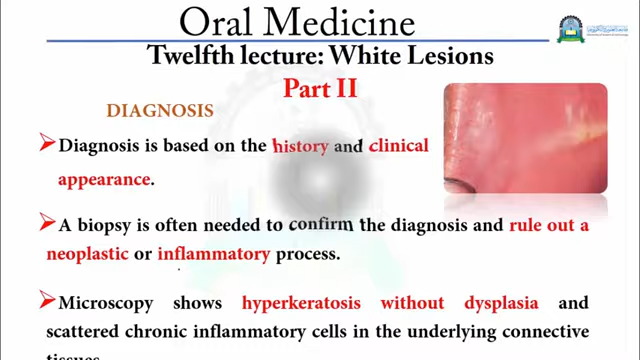 Oral Medicine
Twelfth lecture: White Lesions
Part II
DIAGNOSIS
Diagnosis is based on the history and clinical
appearance.
A biopsy is often needed to confirm the diagnosis and rule out a
neoplastic or inflammatory process.
Microscopy shows hyperkeratosis without dysplasia and
scattered chronic inflammatory cells in the underlying connective
tissues.